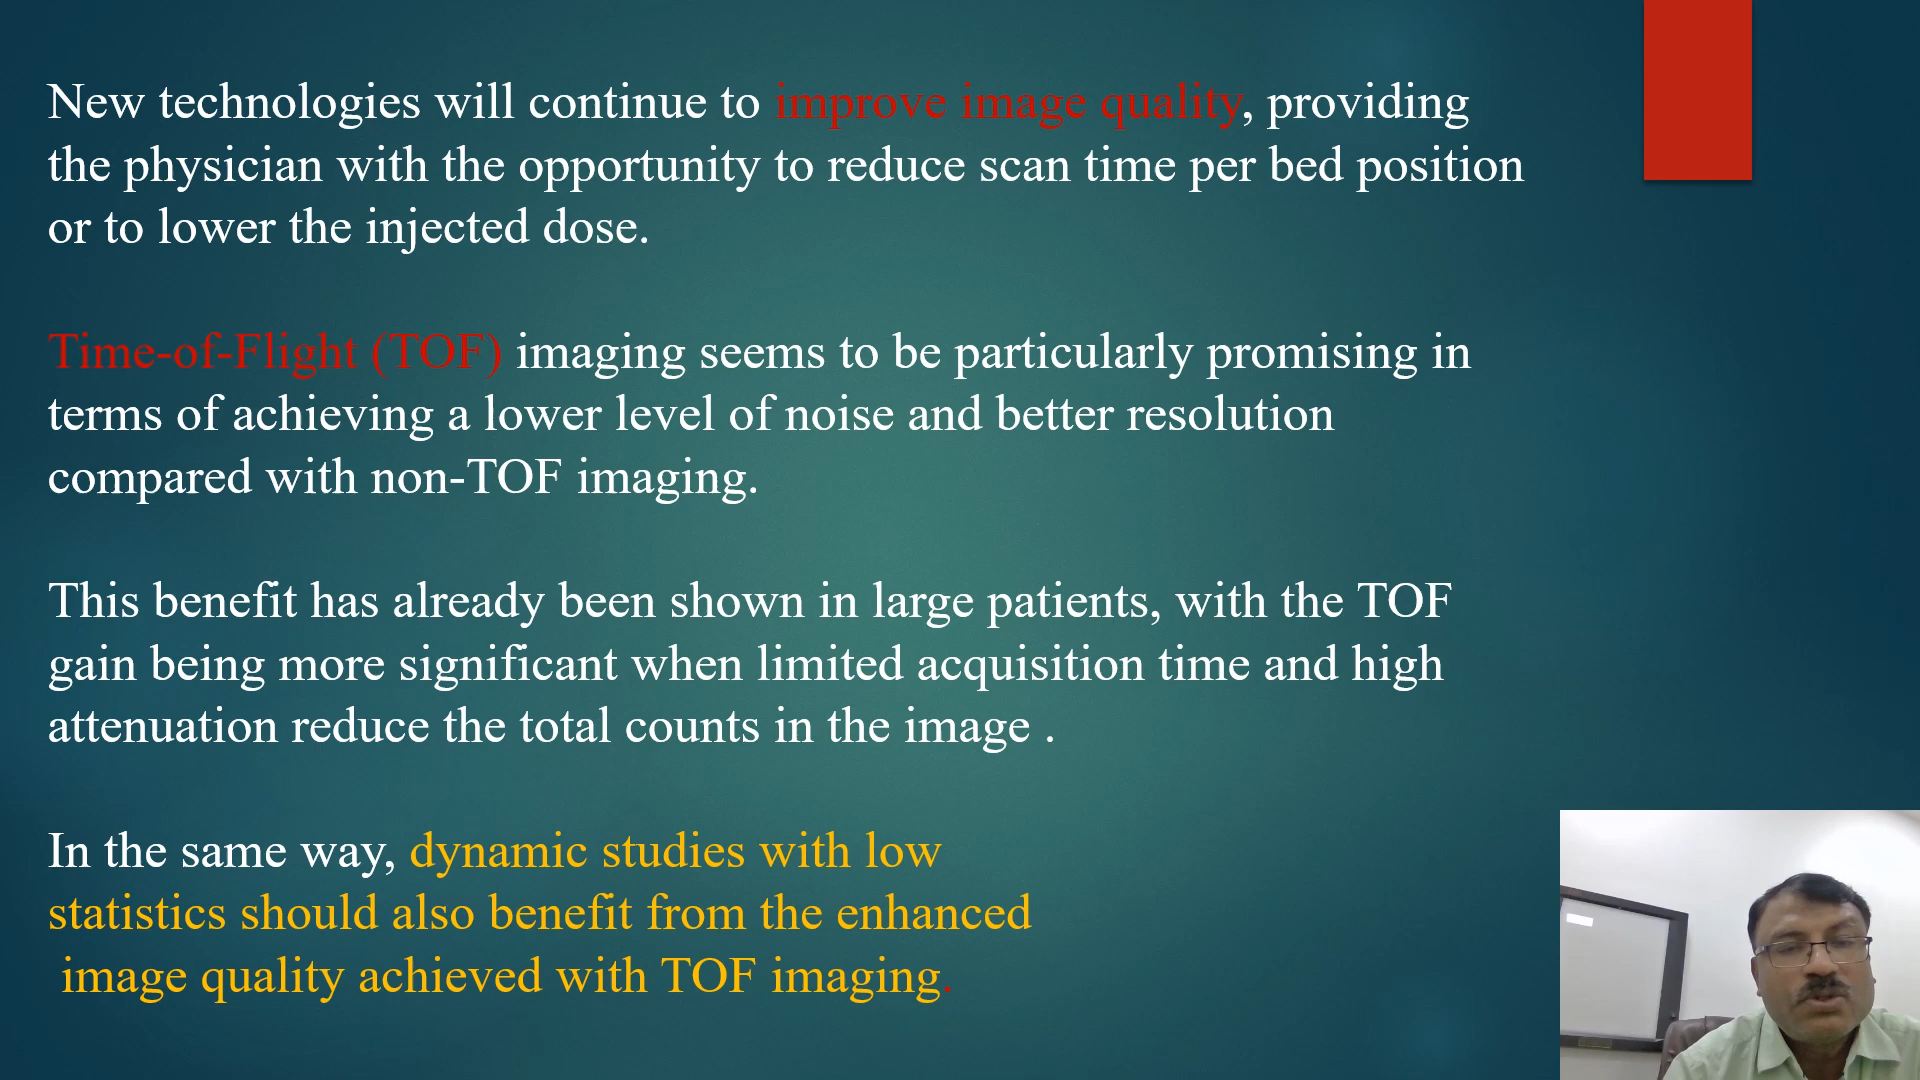 New technologies will continue to improve image quality, providing
the physician with the opportunity to reduce scan time per bed position
or to lower the injected dose.
Time-of-Flight (TOF) imaging seems to be particularly promising in
terms of achieving a lower level of noise and better resolution
compared with non-TOF imaging.
This benefit has already been shown in large patients, with the TOF
gain being more significant when limited acquisition time and high
attenuation reduce the total counts in the image .
In the same way, dynamic studies with low
statistics should also benefit from the enhanced
image quality achieved with TOF imaging.